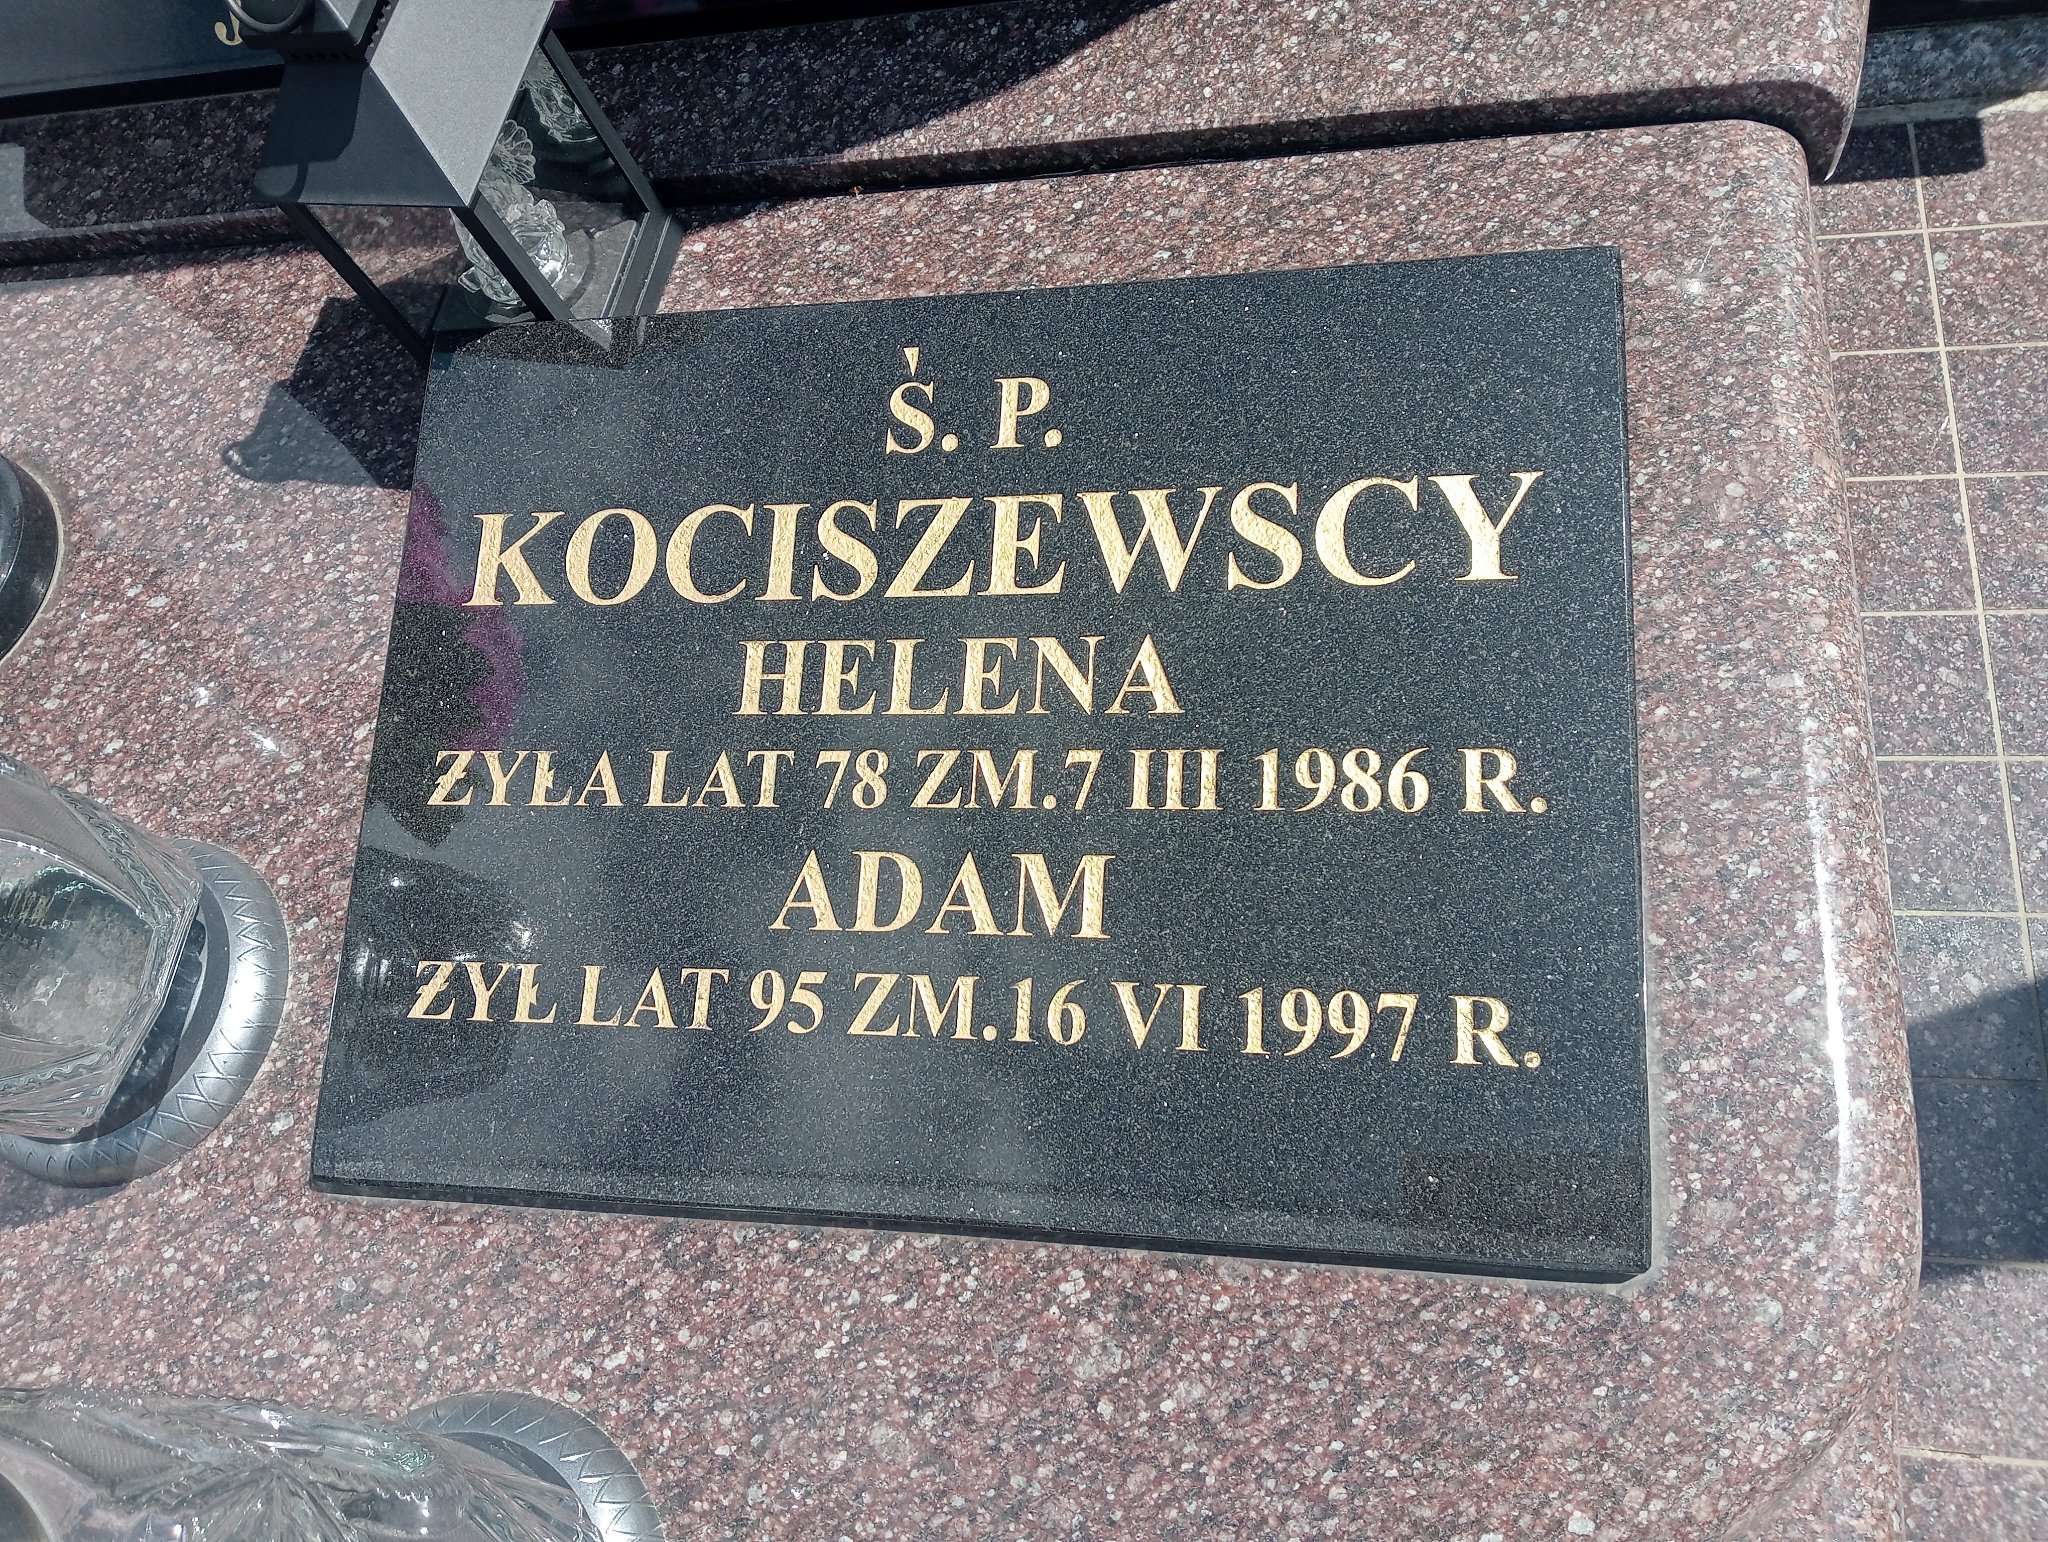 Ś. P.
KOCISZEWSCY
HELENA
ŻYŁA LAT 78 ZM.7 III 1986 R.
ADAM
ŻYŁ LAT 95 ZM.16 VI 1997 R.